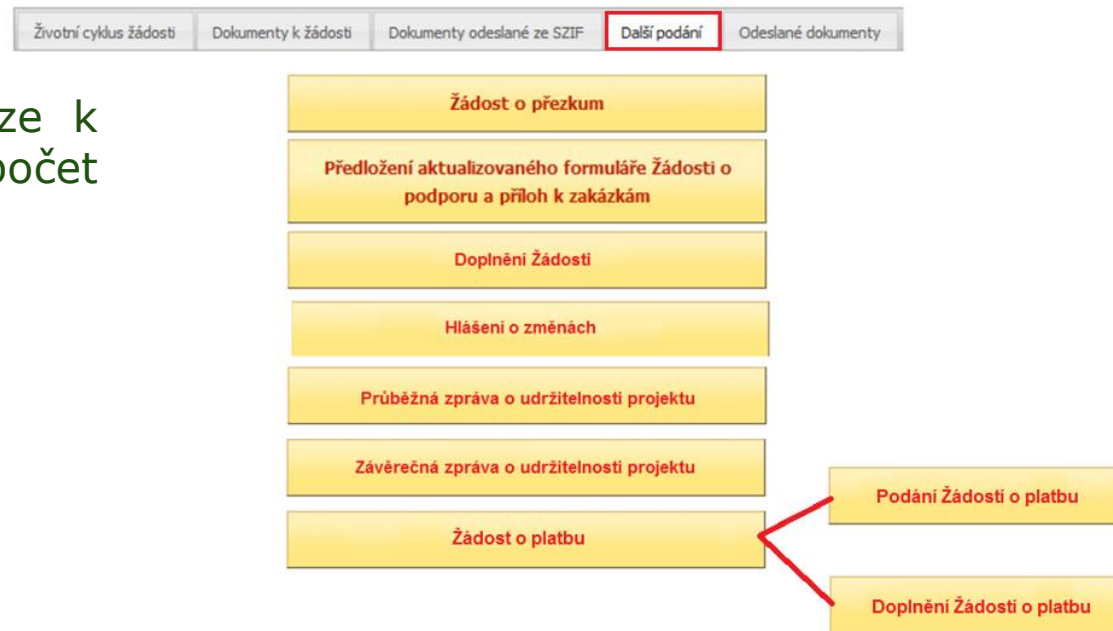 Životní cyklus žádosti Dokumenty k žádosti Dokumenty odeslané ze SZIF Další podání Odeslané dokumenty
ze k
počet
Žádost o přezkum
Předložení aktualizovaného formuláře Žádosti o
podporu a příloh k zakázkám
Doplnění Žádosti
Hlášení o změnách
Průběžná zpráva o udržitelnosti projektu
Závěrečná zpráva o udržitelnosti projektu
Žádost o platbu
Podání Žádostí o platbu
Doplnění Žádostí o platbu